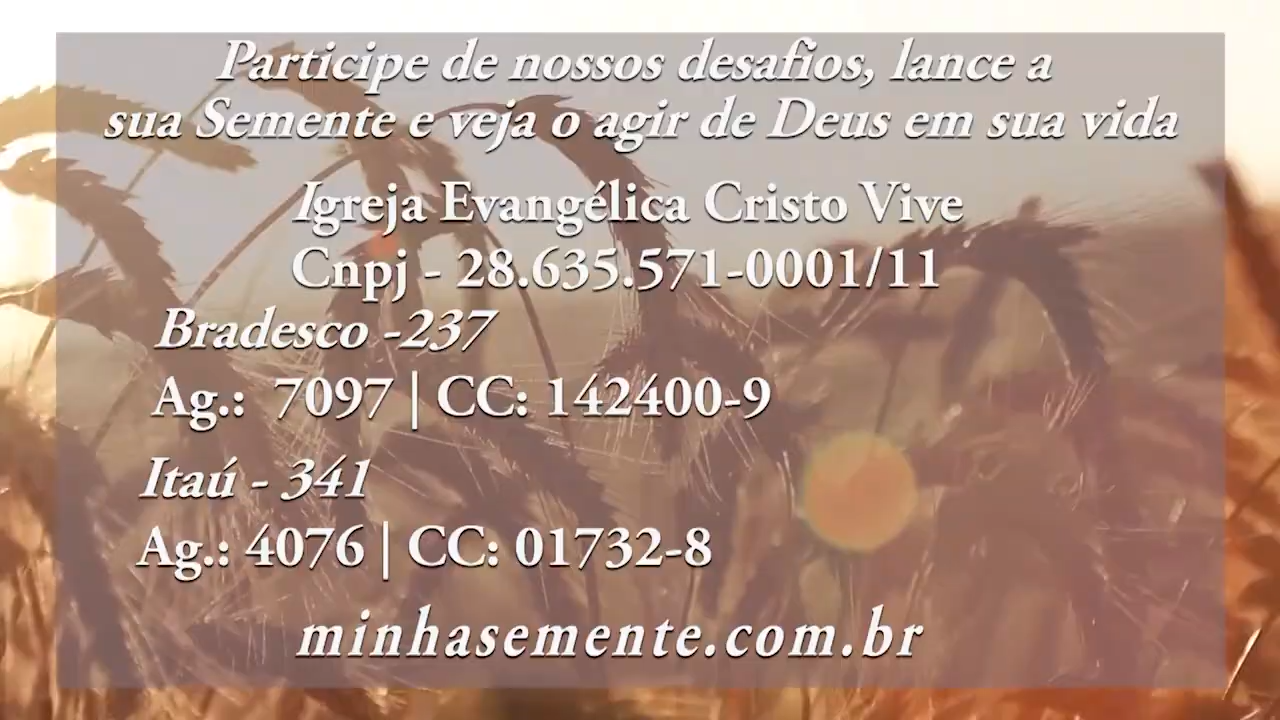 Participe de nossos desafios, lance a
sua Semente e veja o agir de Deus em sua vida
Igreja Evangélica Cristo Vive
Cnpj - 28.635.571-0001/11
Bradesco -237
Ag.: 7097 | CC: 142400-9
Itaú - 341
Ag.: 4076 | CC: 01732-8
minhasemente.com.br